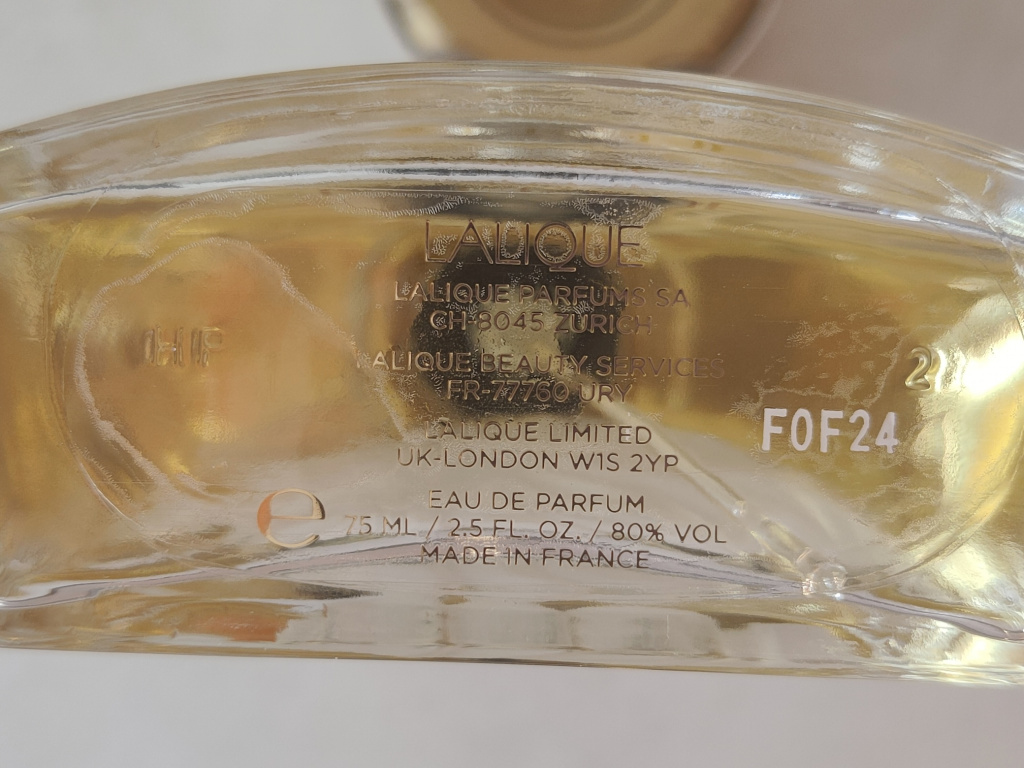 LALIQUE
LALIQUE PARFUMS SA
CH-8045 ZURICH
LALIQUE BEAUTY SERVICES
FR-77760 URY
LALIQUE LIMITED
UK-LONDON W1S 2YP
EAU DE PARFUM
e 75 ML / 2.5 FL. OZ. / 80% VOL
MADE IN FRANCE
HP
2
F0F24